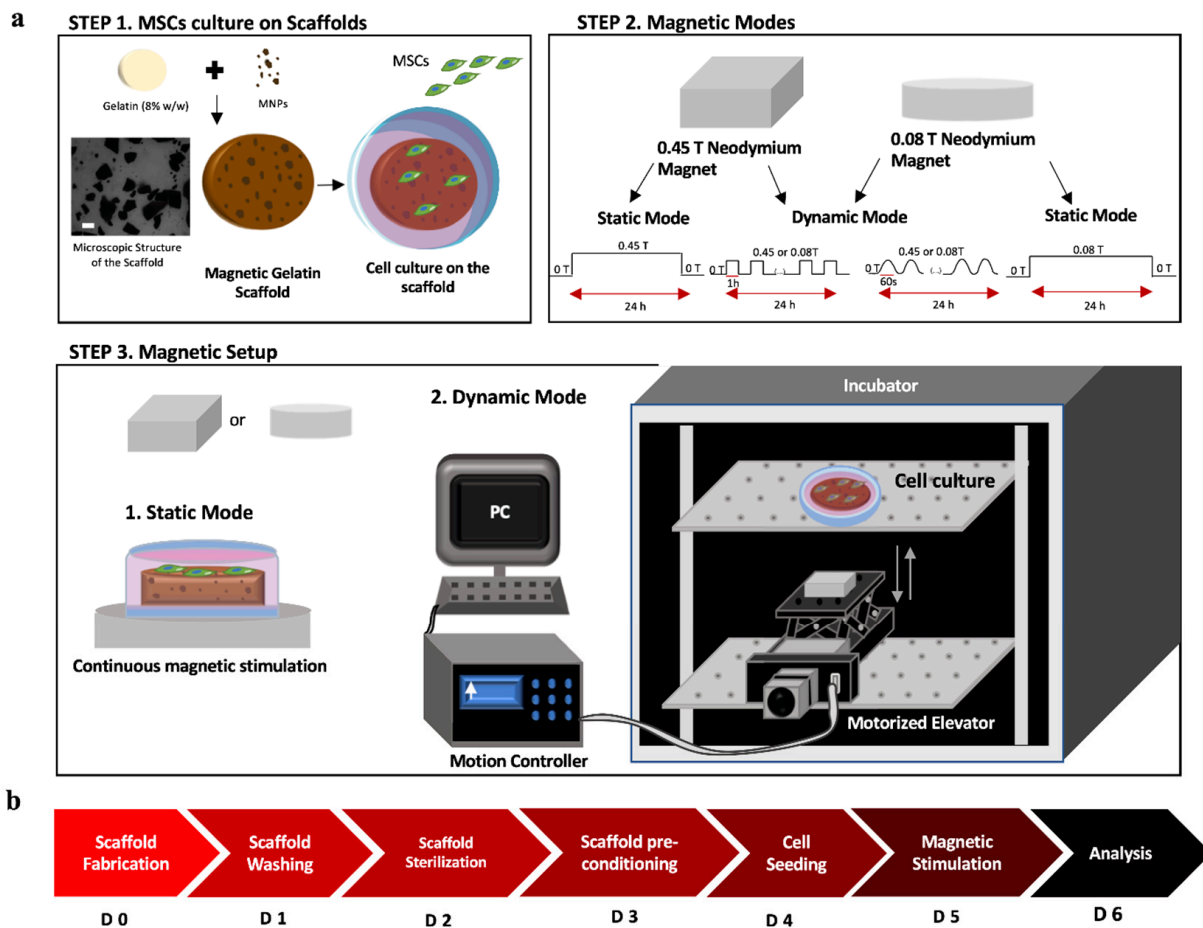 a
STEP 1. MSCs culture on Scaffolds
MSCs
Gelatin (8% w/w)
MNPs
Microscopic Structure
of the Scaffold
Magnetic Gelatin
Scaffold
Cell culture on the
scaffold
STEP 2. Magnetic Modes
0.45 T Neodymium
Magnet
0.08 T Neodymium
Magnet
Static Mode
Dynamic Mode
Static Mode
0 T
0.45 T
0 T
24 h
0 T
0.45 or 0.08T
(...)
1h
24 h
0 T
0.45 or 0.08T
(...)
60s
24 h
0 T
0.08 T
0 T
24 h
STEP 3. Magnetic Setup
or
1. Static Mode
Continuous magnetic stimulation
2. Dynamic Mode
PC
Motion Controller
Incubator
Cell culture
Motorized Elevator
b
Scaffold
Fabrication
Scaffold
Washing
Scaffold
Sterilization
Scaffold pre-
conditioning
Cell
Seeding
Magnetic
Stimulation
Analysis
D 0
D 1
D 2
D 3
D 4
D 5
D 6